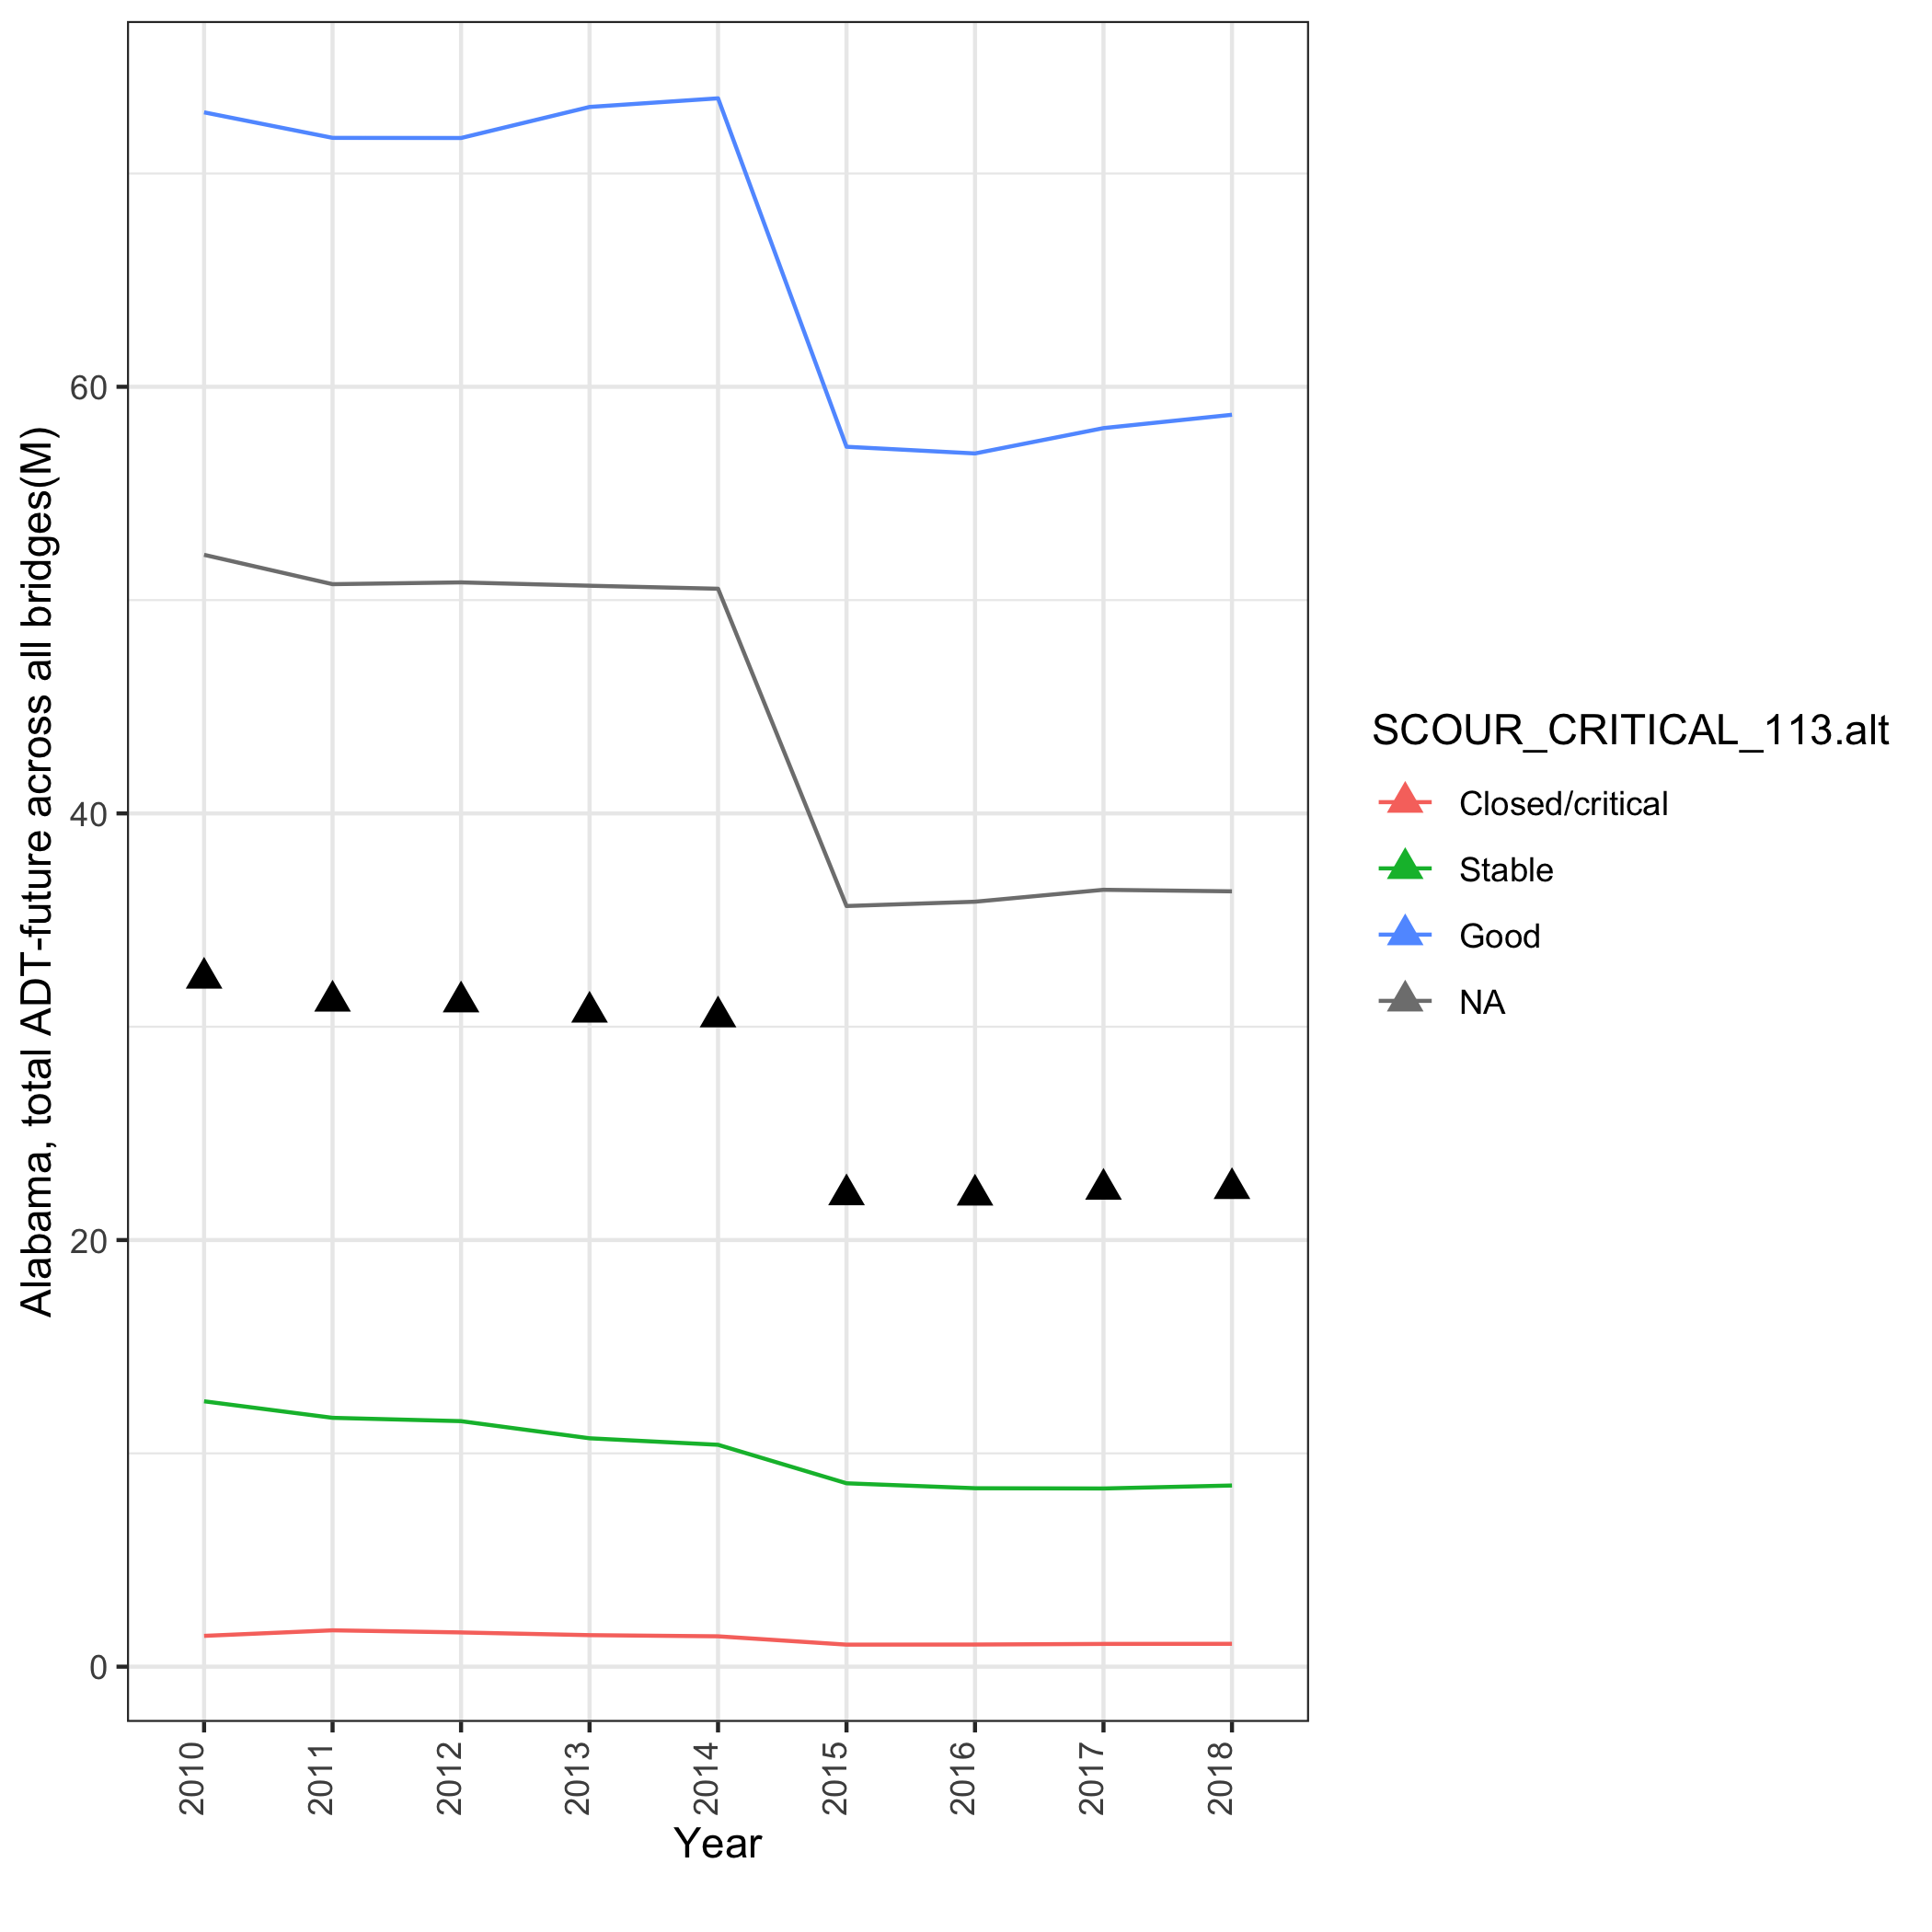 Alabama, total ADT-future across all bridges(M)
60
40
20
0
2010
2011
2012
2013
2014
2015
2016
2017
2018
Year
SCOUR_CRITICAL_113.alt
Closed/critical
Stable
Good
NA